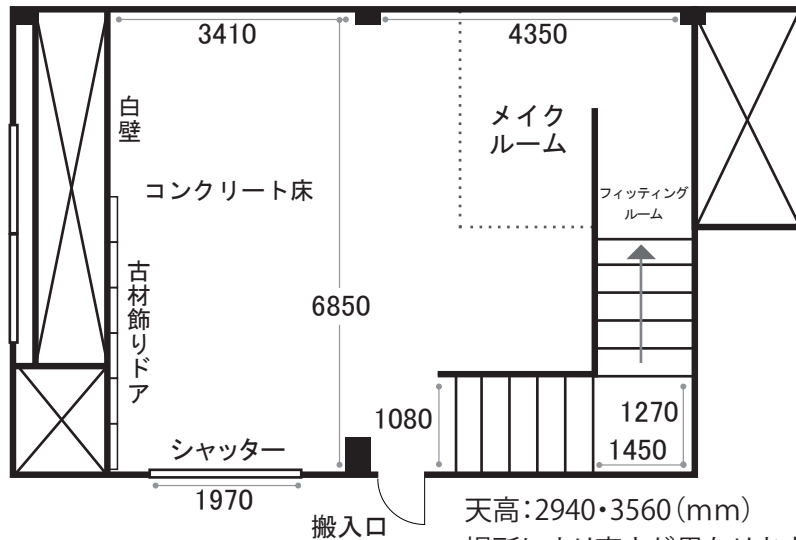 3410
4350
白壁
メイク
ルーム
コンクリート床
フィッティング
ルーム
古材飾りドア
6850
1080
1270
1450
シャッター
1970
搬入口
天高：2940・3560（mm）